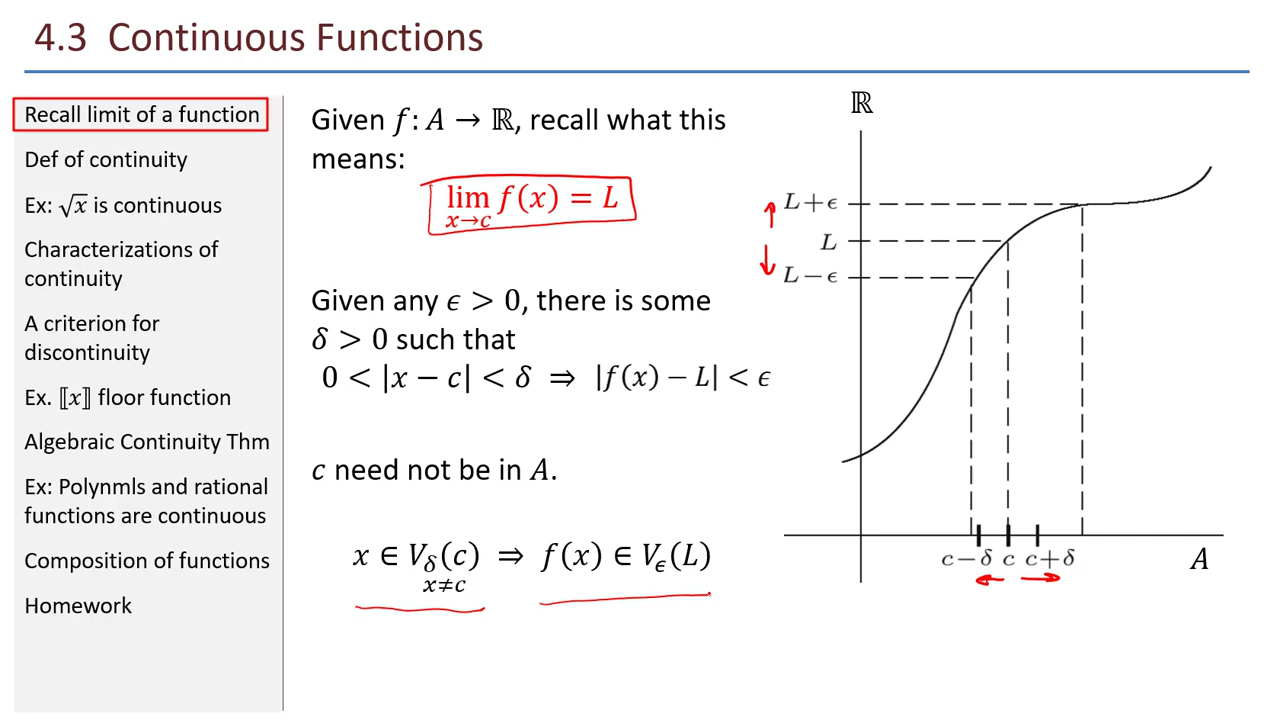 4.3 Continuous Functions
Recall limit of a function
Def of continuity
Ex: √x is continuous
Characterizations of
continuity
A criterion for
discontinuity
Ex. ⟦x⟧ floor function
Algebraic Continuity Thm
Ex: Polynmls and rational
functions are continuous
Composition of functions
Homework
Given f: A → ℝ, recall what this
means:
lim f(x) = L
x→c
Given any ϵ > 0, there is some
δ > 0 such that
0 < |x − c| < δ ⇒ |f(x) − L| < ϵ
c need not be in A.
x ∈ V_δ(c) ⇒ f(x) ∈ V_ϵ(L)
x≠c
ℝ
L+ϵ
L
L−ϵ
c−δ c c+δ
A